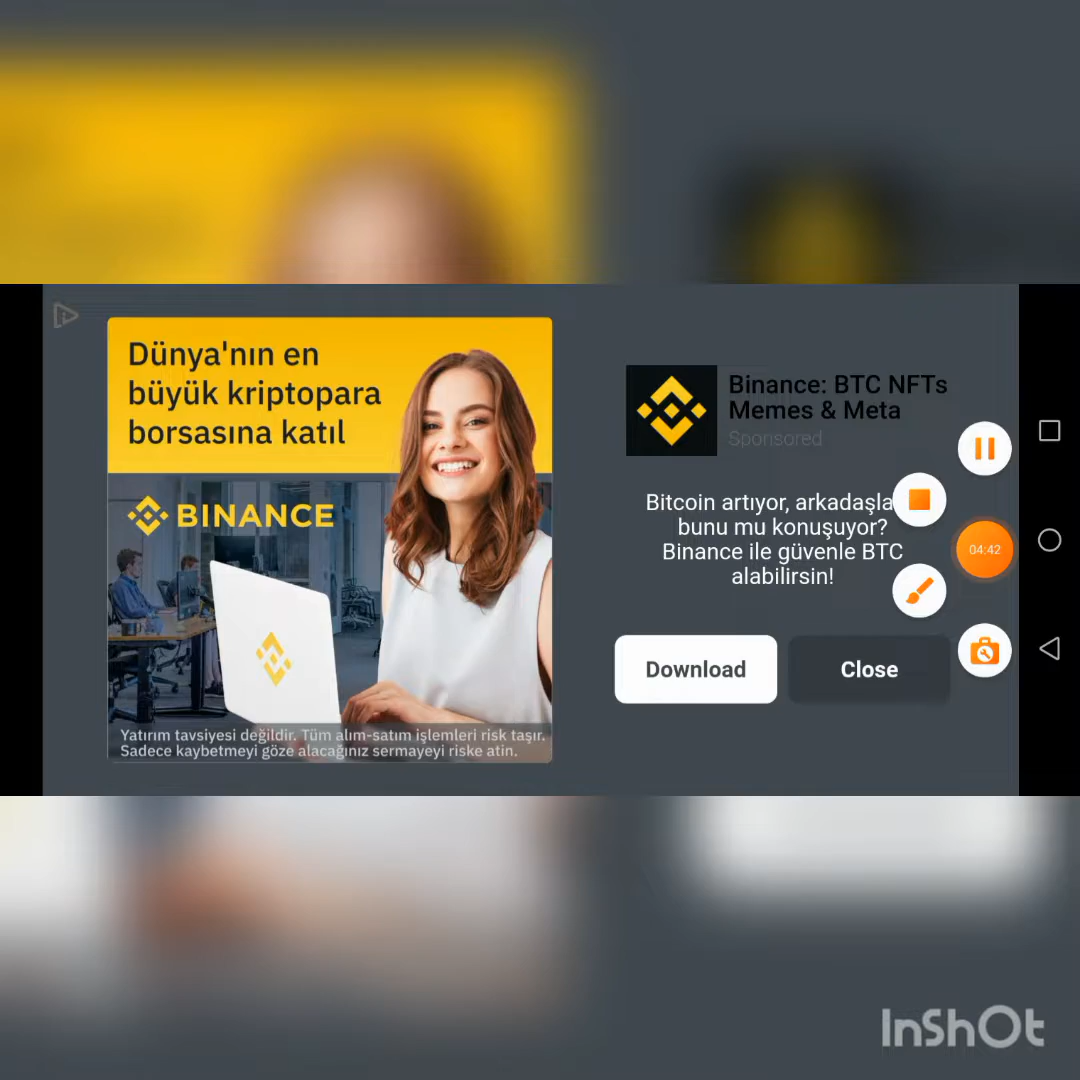 Dünya'nın en
büyük kriptopara
borsasına katıl
BINANCE
Yatırım tavsiyesi değildir. Tüm alım-satım işlemleri risk taşır.
Sadece kaybetmeyi göze alacağınız sermayeyi riske atin.
Binance: BTC NFTs
Memes & Meta
Sponsored
Bitcoin artıyor,
bunu mu konuşuyor?
Binance ile güvenle BTC
alabilirsin!
Download
Close
04:42
InShOt